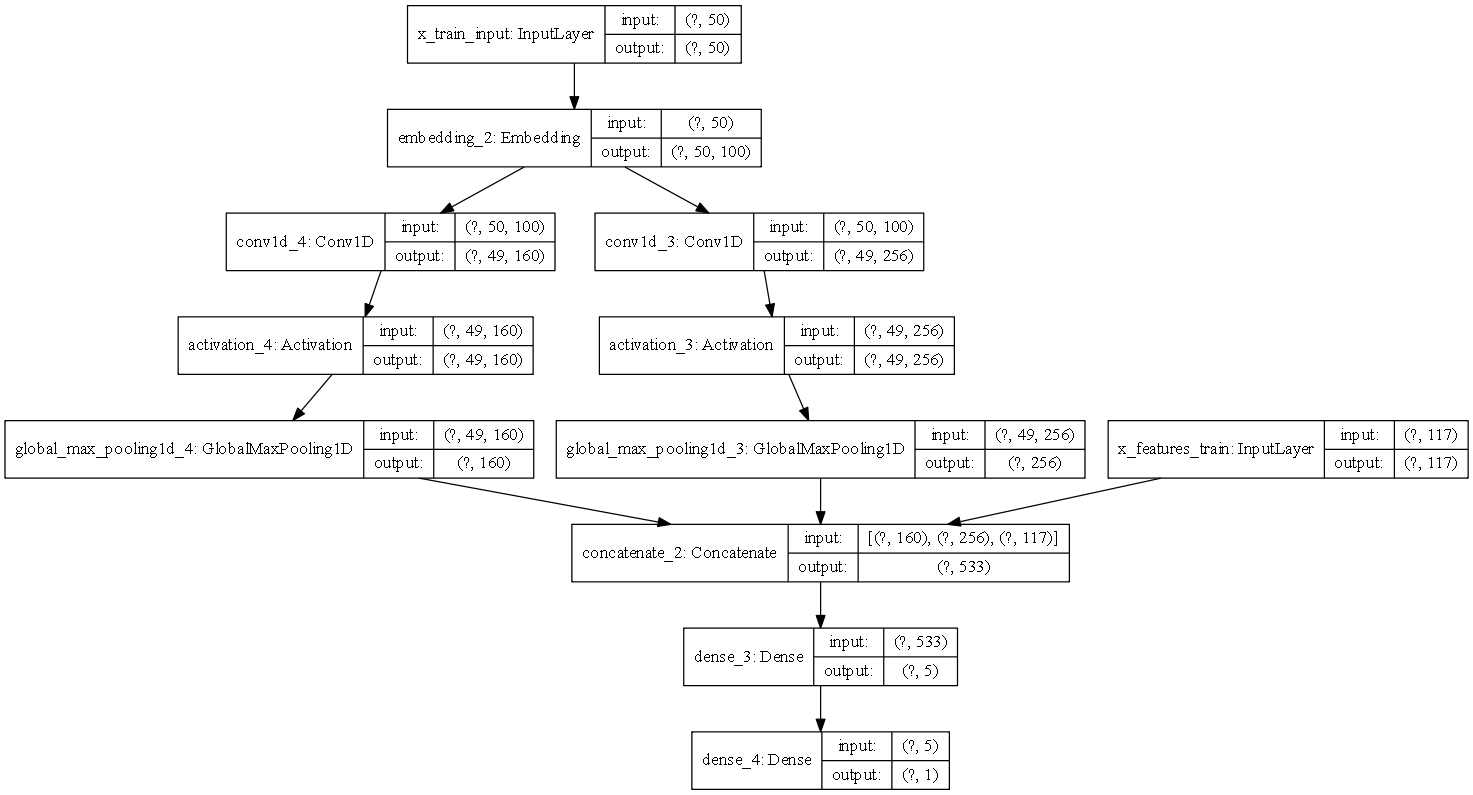 x_train_input: InputLayer
input: (?, 50)
output: (?, 50)
embedding_2: Embedding
input: (?, 50)
output: (?, 50, 100)
conv1d_4: Conv1D
input: (?, 50, 100)
output: (?, 49, 160)
conv1d_3: Conv1D
input: (?, 50, 100)
output: (?, 49, 256)
activation_4: Activation
input: (?, 49, 160)
output: (?, 49, 160)
activation_3: Activation
input: (?, 49, 256)
output: (?, 49, 256)
global_max_pooling1d_4: GlobalMaxPooling1D
input: (?, 49, 160)
output: (?, 160)
global_max_pooling1d_3: GlobalMaxPooling1D
input: (?, 49, 256)
output: (?, 256)
x_features_train: InputLayer
input: (?, 117)
output: (?, 117)
concatenate_2: Concatenate
input: [(?, 160), (?, 256), (?, 117)]
output: (?, 533)
dense_3: Dense
input: (?, 533)
output: (?, 5)
dense_4: Dense
input: (?, 5)
output: (?, 1)